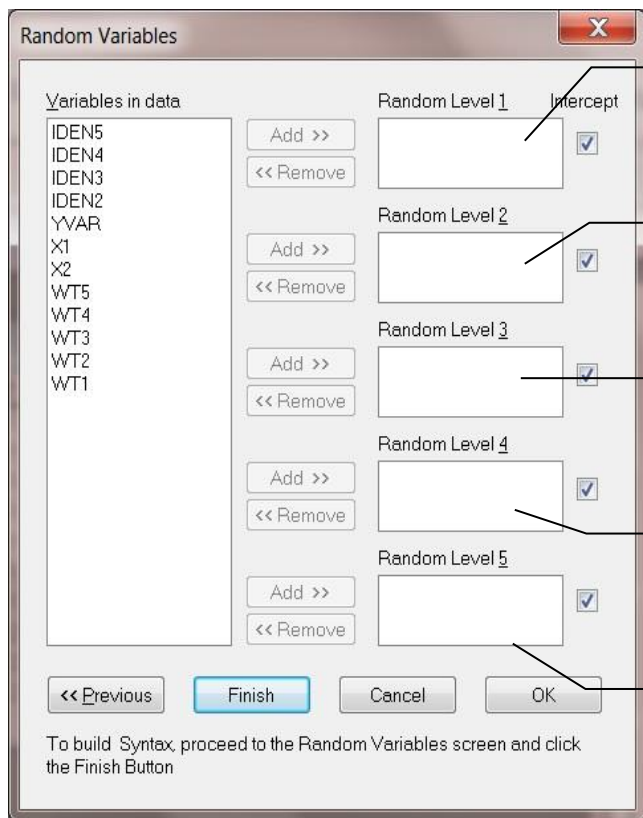 Random Variables
Variables in data
Random Level 1 Intercept
IDEN5
IDEN4
IDEN3
IDEN2
YVAR
X1
X2
WT5
WT4
WT3
WT2
WT1
Add >>
<< Remove
Random Level 2
Add >>
<< Remove
Random Level 3
Add >>
<< Remove
Random Level 4
Add >>
<< Remove
Random Level 5
Add >>
<< Remove
<< Previous
Finish
Cancel
OK
To build Syntax, proceed to the Random Variables screen and click
the Finish Button